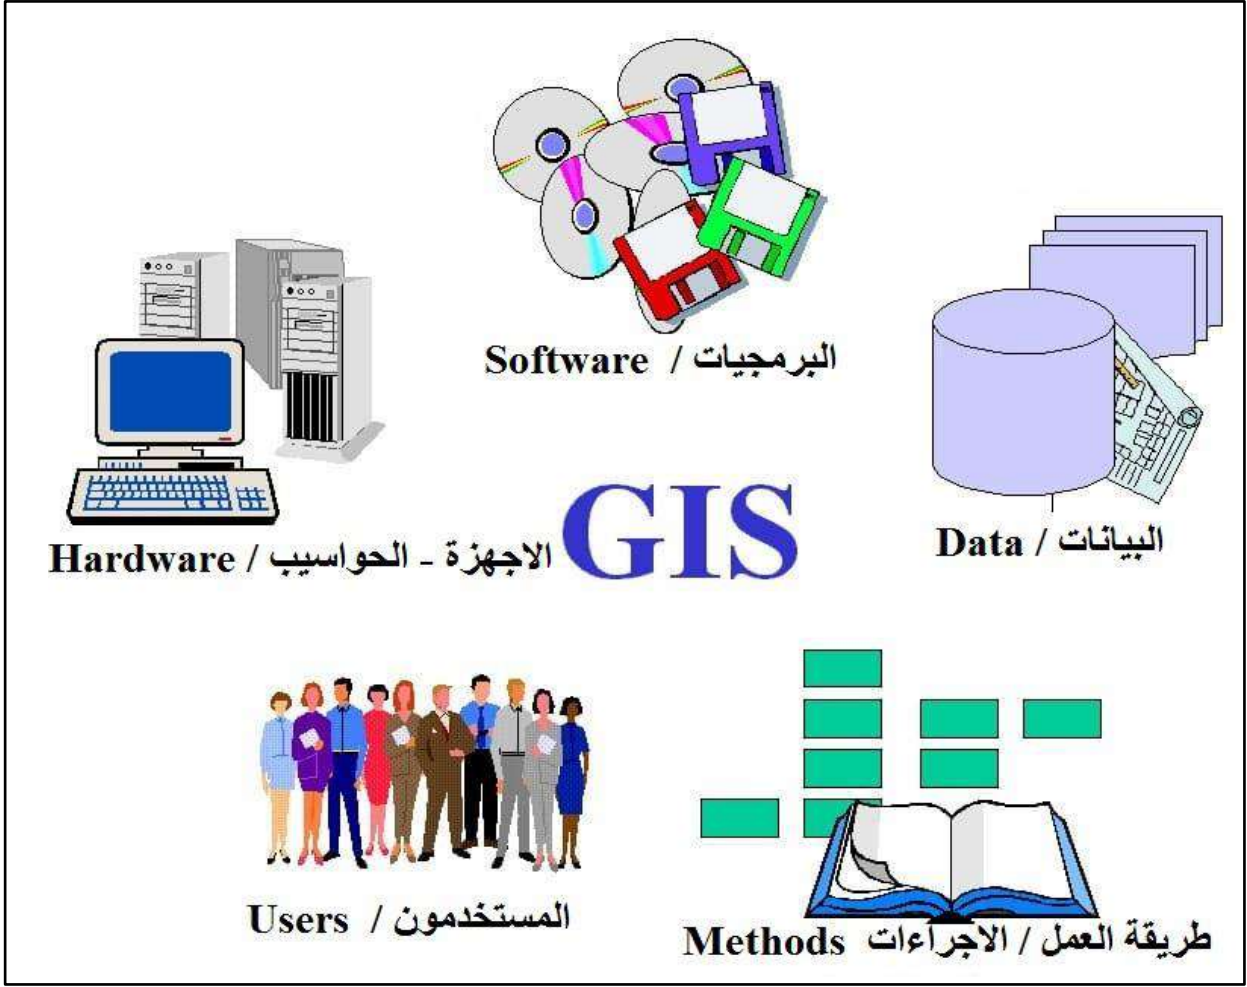 البرمجيات / Software
البيانات / Data
GIS
الاجهزة - الحواسيب / Hardware
المستخدمون / Users
طريقة العمل / الاجراءات Methods